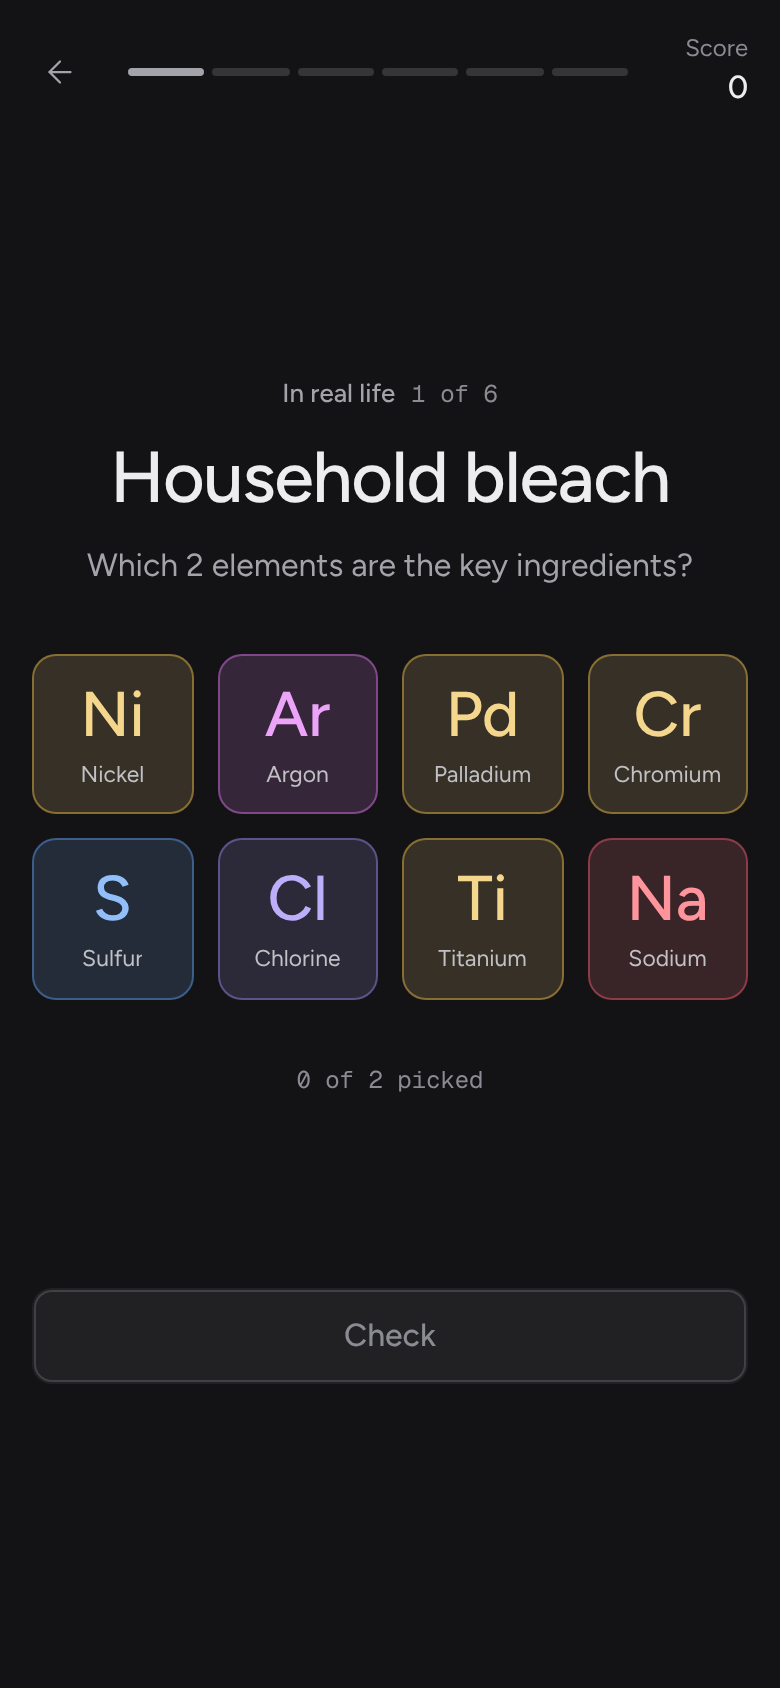 Score
0
In real life 1 of 6
Household bleach
Which 2 elements are the key ingredients?
Ni
Nickel
Ar
Argon
Pd
Palladium
Cr
Chromium
S
Sulfur
Cl
Chlorine
Ti
Titanium
Na
Sodium
0 of 2 picked
Check